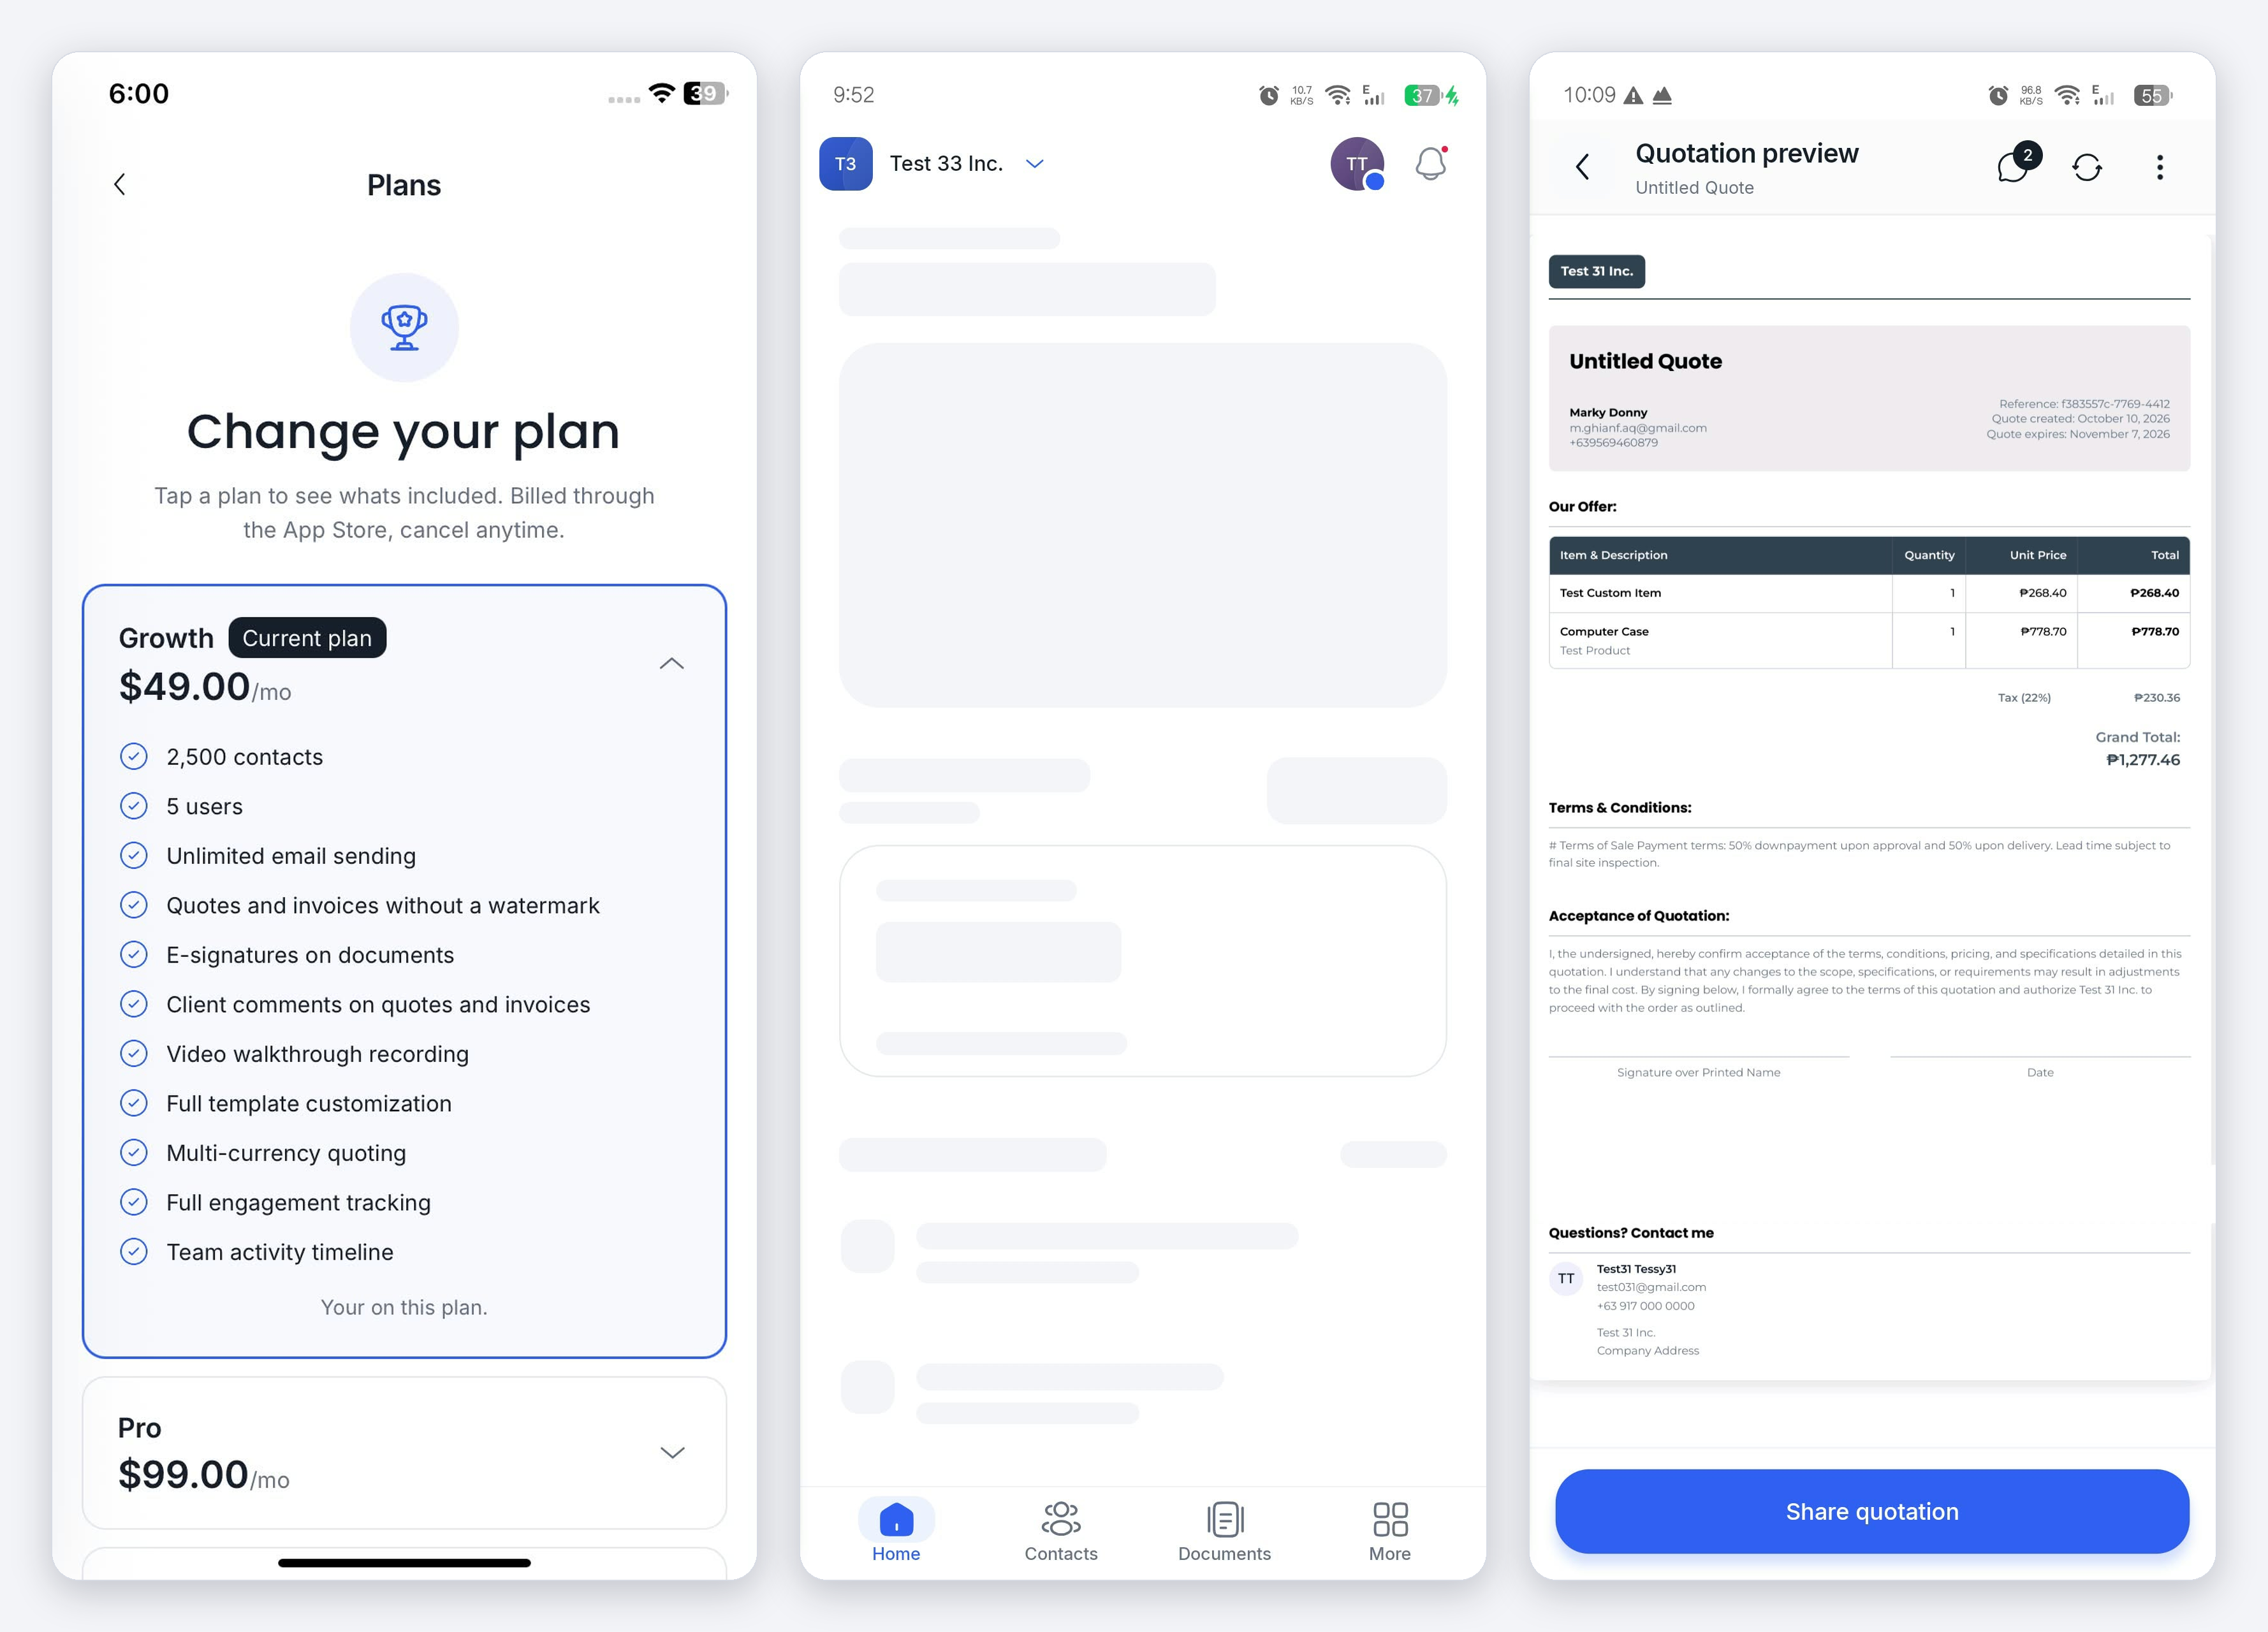 6:00
39
Plans
Change your plan
Tap a plan to see whats included. Billed through
the App Store, cancel anytime.
Growth Current plan
$49.00/mo
2,500 contacts
5 users
Unlimited email sending
Quotes and invoices without a watermark
E-signatures on documents
Client comments on quotes and invoices
Video walkthrough recording
Full template customization
Multi-currency quoting
Full engagement tracking
Team activity timeline
Your on this plan.
Pro
$99.00/mo
9:52
10.7
KB/S
E
37
T3 Test 33 Inc.
TT
Home
Contacts
Documents
More
10:09
96.8
KB/S
E
55
Quotation preview
Untitled Quote
2
Test 31 Inc.
Untitled Quote
Marky Donny
m.ghianf.aq@gmail.com
+639569460879
Reference: f383557c-7769-4412
Quote created: October 10, 2026
Quote expires: November 7, 2026
Our Offer:
Item & Description Quantity Unit Price Total
Test Custom Item 1 ₱268.40 ₱268.40
Computer Case 1 ₱778.70 ₱778.70
Test Product
Tax (22%) ₱230.36
Grand Total:
₱1,277.46
Terms & Conditions:
# Terms of Sale Payment terms: 50% downpayment upon approval and 50% upon delivery. Lead time subject to
final site inspection.
Acceptance of Quotation:
I, the undersigned, hereby confirm acceptance of the terms, conditions, pricing, and specifications detailed in this
quotation. I understand that any changes to the scope, specifications, or requirements may result in adjustments
to the final cost. By signing below, I formally agree to the terms of this quotation and authorize Test 31 Inc. to
proceed with the order as outlined.
Signature over Printed Name
Date
Questions? Contact me
TT
Test31 Tessy31
test031@gmail.com
+63 917 000 0000
Test 31 Inc.
Company Address
Share quotation